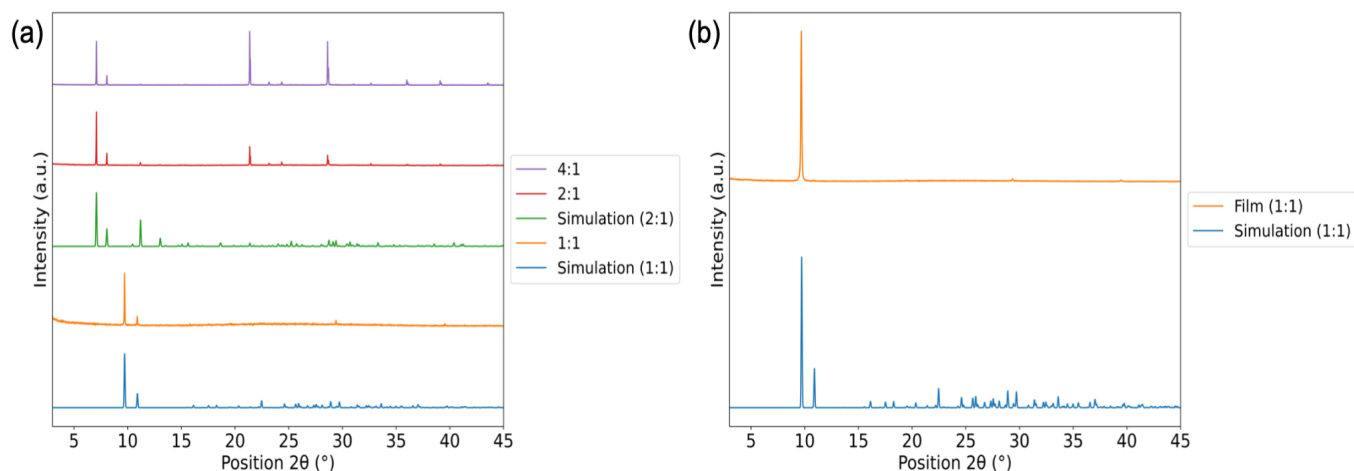 (a)
Intensity (a.u.)
5 10 15 20 25 30 35 40 45
Position 2θ (°)
4:1
2:1
Simulation (2:1)
1:1
Simulation (1:1)
(b)
Intensity (a.u.)
5 10 15 20 25 30 35 40 45
Position 2θ (°)
Film (1:1)
Simulation (1:1)